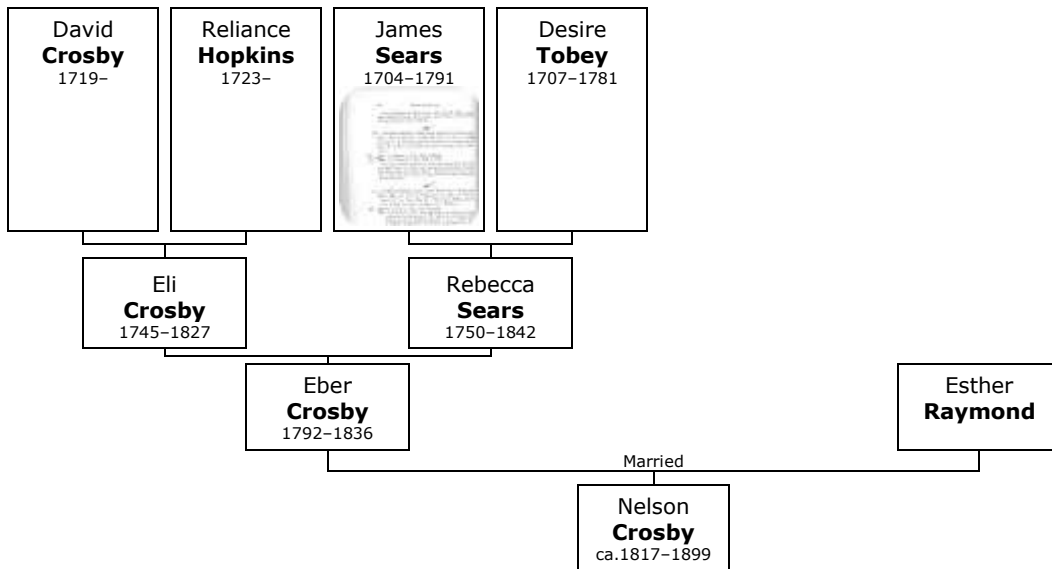 David
Crosby
1719–
Reliance
Hopkins
1723–
James
Sears
1704–1791
Desire
Tobey
1707–1781
Eli
Crosby
1745–1827
Rebecca
Sears
1750–1842
Eber
Crosby
1792–1836
Esther
Raymond
Married
Nelson
Crosby
ca.1817–1899